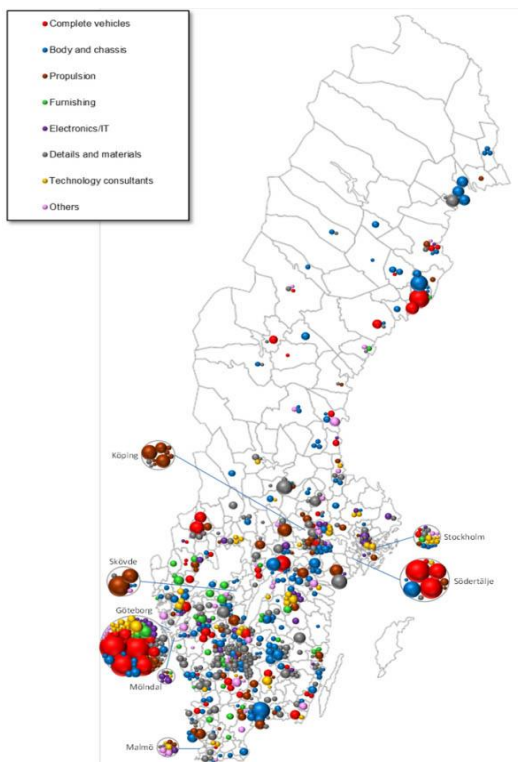 Complete vehicles
Body and chassis
Propulsion
Furnishing
Electronics/IT
Details and materials
Technology consultants
Others
Köping
Stockholm
Skövde
Södertälje
Göteborg
Mölndal
Malmö